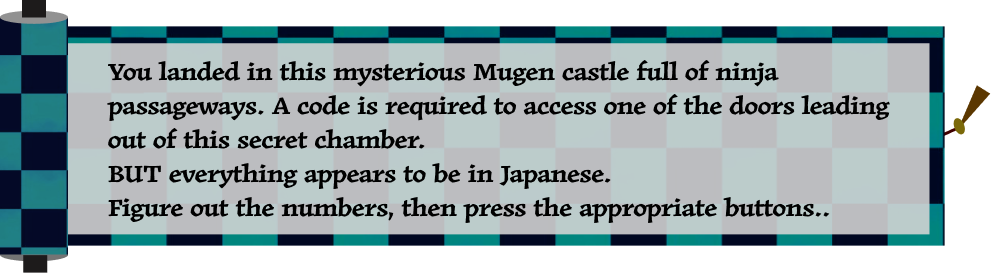 You landed in this mysterious Mugen castle full of ninja
passageways. A code is required to access one of the doors leading
out of this secret chamber.
BUT everything appears to be in Japanese.
Figure out the numbers, then press the appropriate buttons..